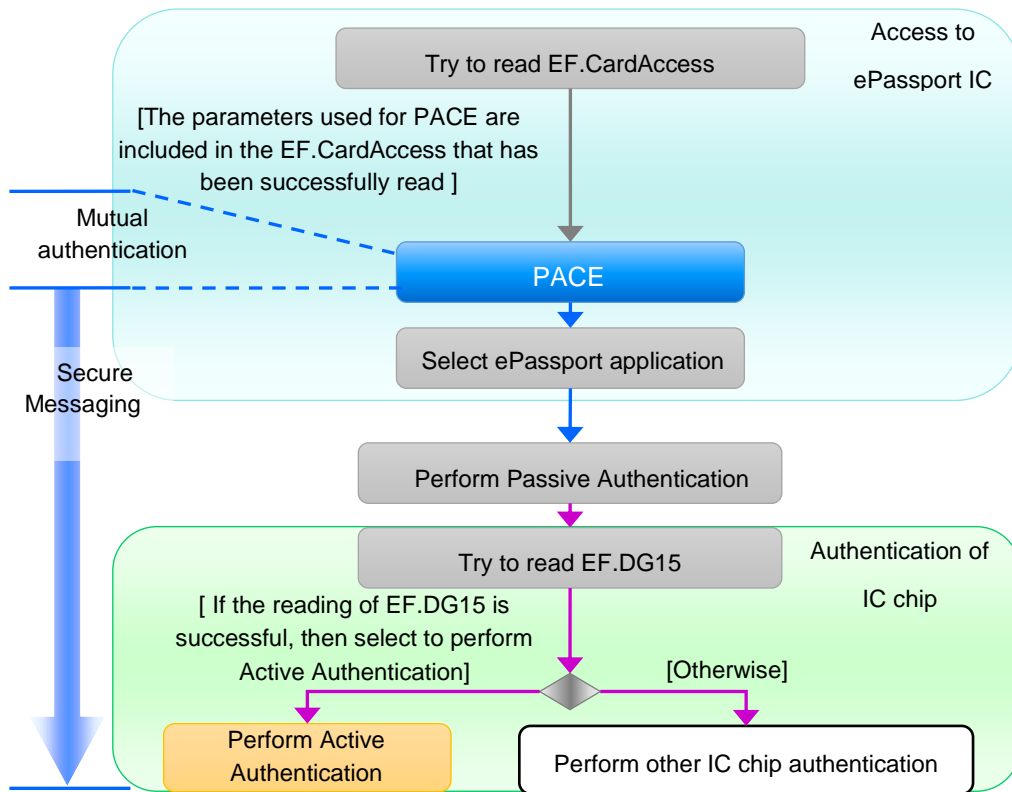 Access to
ePassport IC
Try to read EF.CardAccess
[The parameters used for PACE are
included in the EF.CardAccess that has
been successfully read ]
Mutual
authentication
PACE
Select ePassport application
Secure
Messaging
Perform Passive Authentication
Try to read EF.DG15
Authentication of
IC chip
[ If the reading of EF.DG15 is
successful, then select to perform
Active Authentication]
[Otherwise]
Perform Active
Authentication
Perform other IC chip authentication